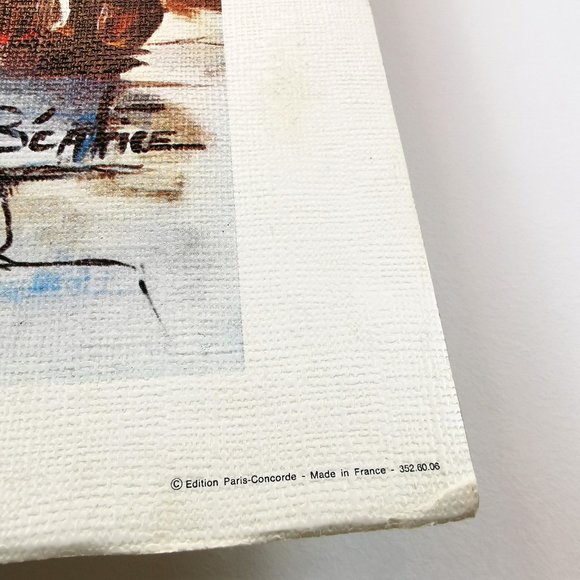 BÉATRICE
© Edition Paris-Concorde - Made in France - 352.60.06